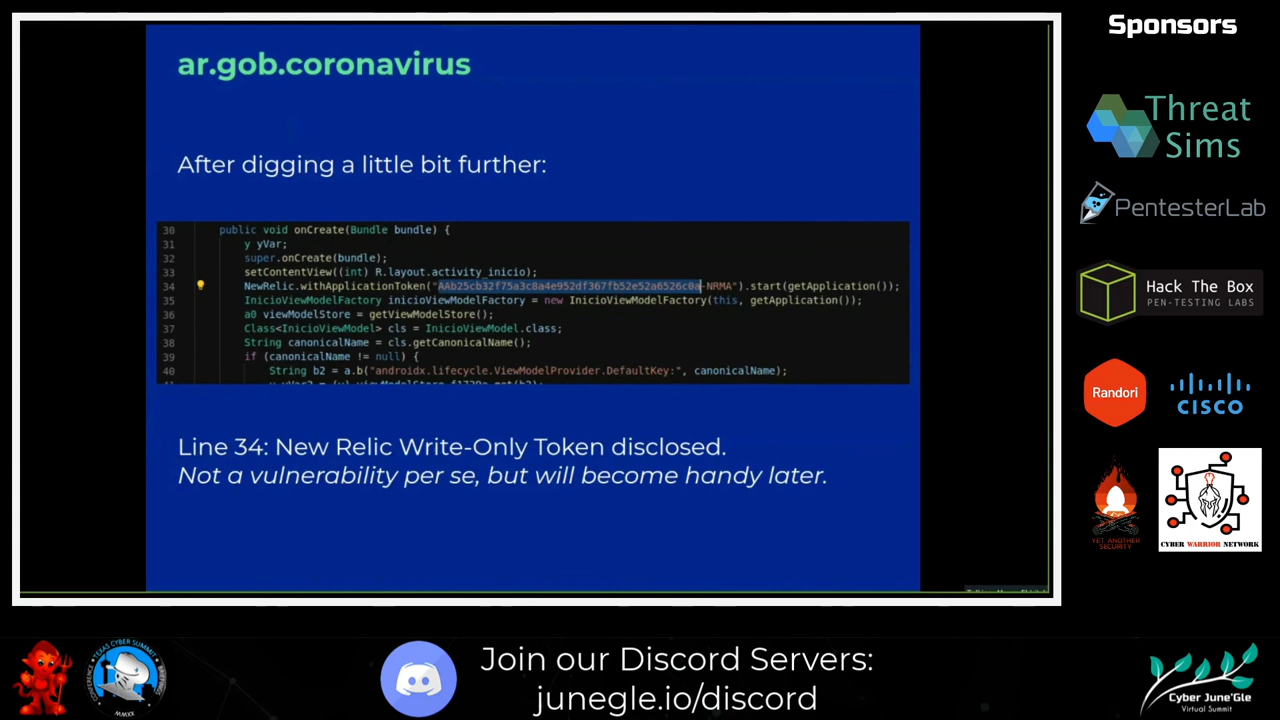 Sponsors
ar.gob.coronavirus
Threat
Sims
After digging a little bit further:
PentesterLab
30 public void onCreate(Bundle bundle) {
31 y yVar;
32 super.onCreate(bundle);
33 setContentView((int) R.layout.activity_inicio);
34 NewRelic.withApplicationToken("AAb25cb32f75a3c8a4e952df367fb52e52a6526c0a-NRMA").start(getApplication());
35 InicioViewModelFactory inicioViewModelFactory = new InicioViewModelFactory(this, getApplication());
36 a0 viewModelStore = getViewModelStore();
37 Class<InicioViewModel> cls = InicioViewModel.class;
38 String canonicalName = cls.getCanonicalName();
39 if (canonicalName != null) {
40 String b2 = a.b("androidx.lifecycle.ViewModelProvider.DefaultKey:", canonicalName);
Hack The Box
PEN-TESTING LABS
Randori
CISCO
Line 34: New Relic Write-Only Token disclosed.
Not a vulnerability per se, but will become handy later.
YET ANOTHER
SECURITY
CYBER WARRIOR NETWORK
TEXAS CYBER SUMMIT
CONFERENCE
MMXX
Join our Discord Servers:
junegle.io/discord
Cyber June'Gle
Virtual Summit